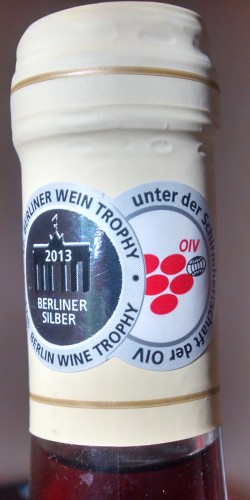 BERLINER WEIN TROPHY
2013
BERLINER
SILBER
BERLIN WINE TROPHY
unter der Schirmherrschaft der OIV
OIV